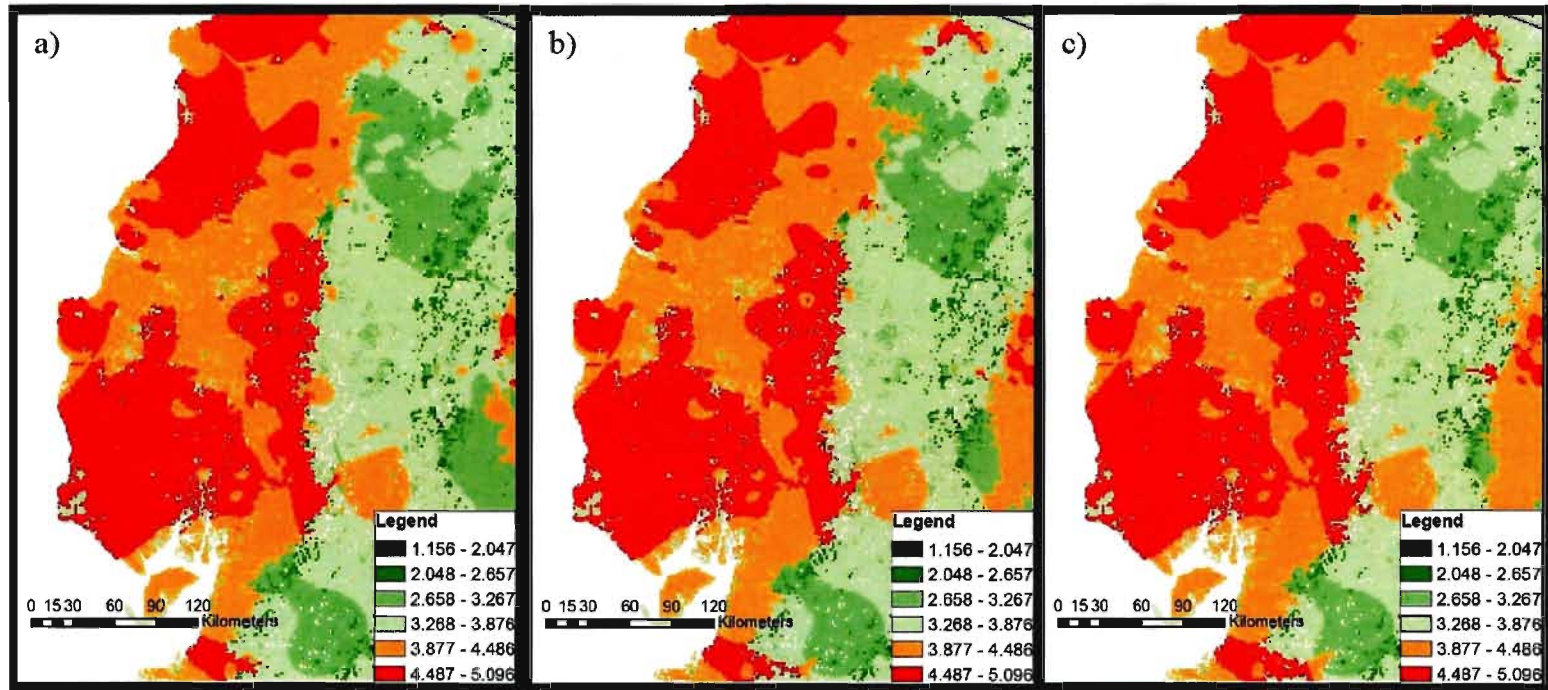 a)
Legend
1.156 - 2.047
2.048 - 2.657
2.658 - 3.267
3.268 - 3.876
3.877 - 4.486
4.487 - 5.096
0 15 30 60 90 120
Kilometers
b)
Legend
1.156 - 2.047
2.048 - 2.657
2.658 - 3.267
3.268 - 3.876
3.877 - 4.486
4.487 - 5.096
0 15 30 60 90 120
Kilometers
c)
Legend
1.156 - 2.047
2.048 - 2.657
2.658 - 3.267
3.268 - 3.876
3.877 - 4.486
4.487 - 5.096
0 15 30 60 90 120
Kilometers